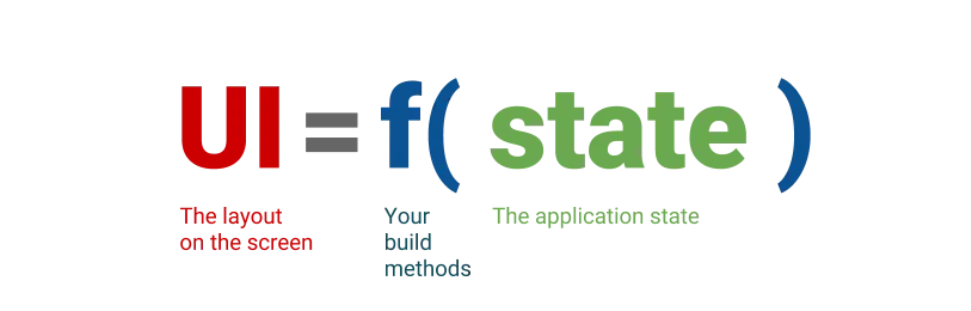 UI = f( state )
The layout
on the screen
Your
build
methods
The application state